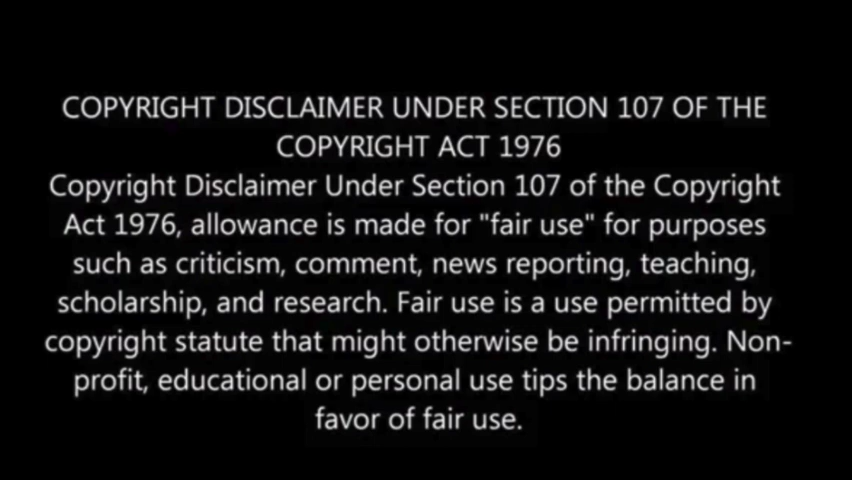 COPYRIGHT DISCLAIMER UNDER SECTION 107 OF THE
COPYRIGHT ACT 1976
Copyright Disclaimer Under Section 107 of the Copyright
Act 1976, allowance is made for "fair use" for purposes
such as criticism, comment, news reporting, teaching,
scholarship, and research. Fair use is a use permitted by
copyright statute that might otherwise be infringing. Non-
profit, educational or personal use tips the balance in
favor of fair use.